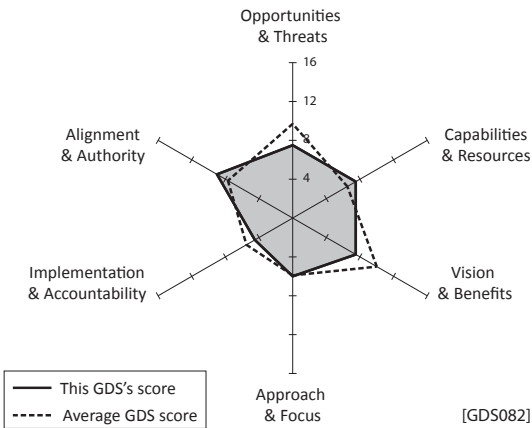 Opportunities
& Threats
16
12
8
4
Alignment
& Authority
Capabilities
& Resources
Implementation
& Accountability
Vision
& Benefits
Approach
& Focus
This GDS's score
Average GDS score
[GDS082]